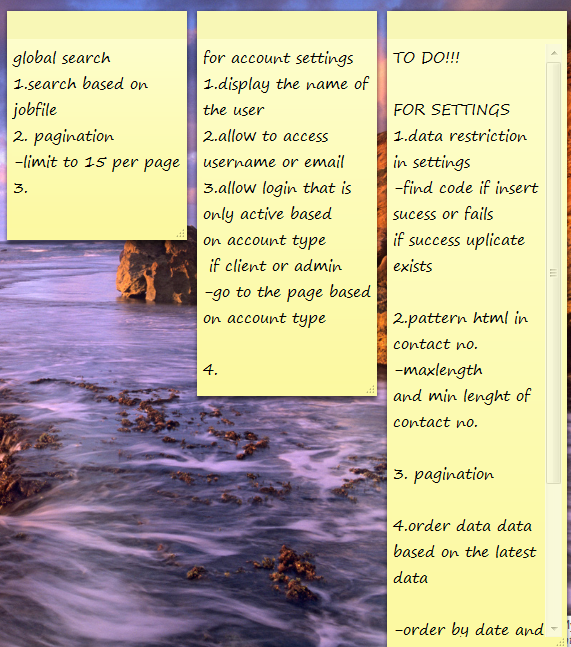 global search
1.search based on
jobfile
2. pagination
-limit to 15 per page
3.
for account settings
1.display the name of
the user
2.allow to access
username or email
3.allow login that is
only active based
on account type
if client or admin
-go to the page based
on account type
4.
TO DO!!!
FOR SETTINGS
1.data restriction
in settings
-find code if insert
sucess or fails
if success uplicate
exists
2.pattern html in
contact no.
-maxlength
and min lenght of
contact no.
3. pagination
4.order data data
based on the latest
data
-order by date and